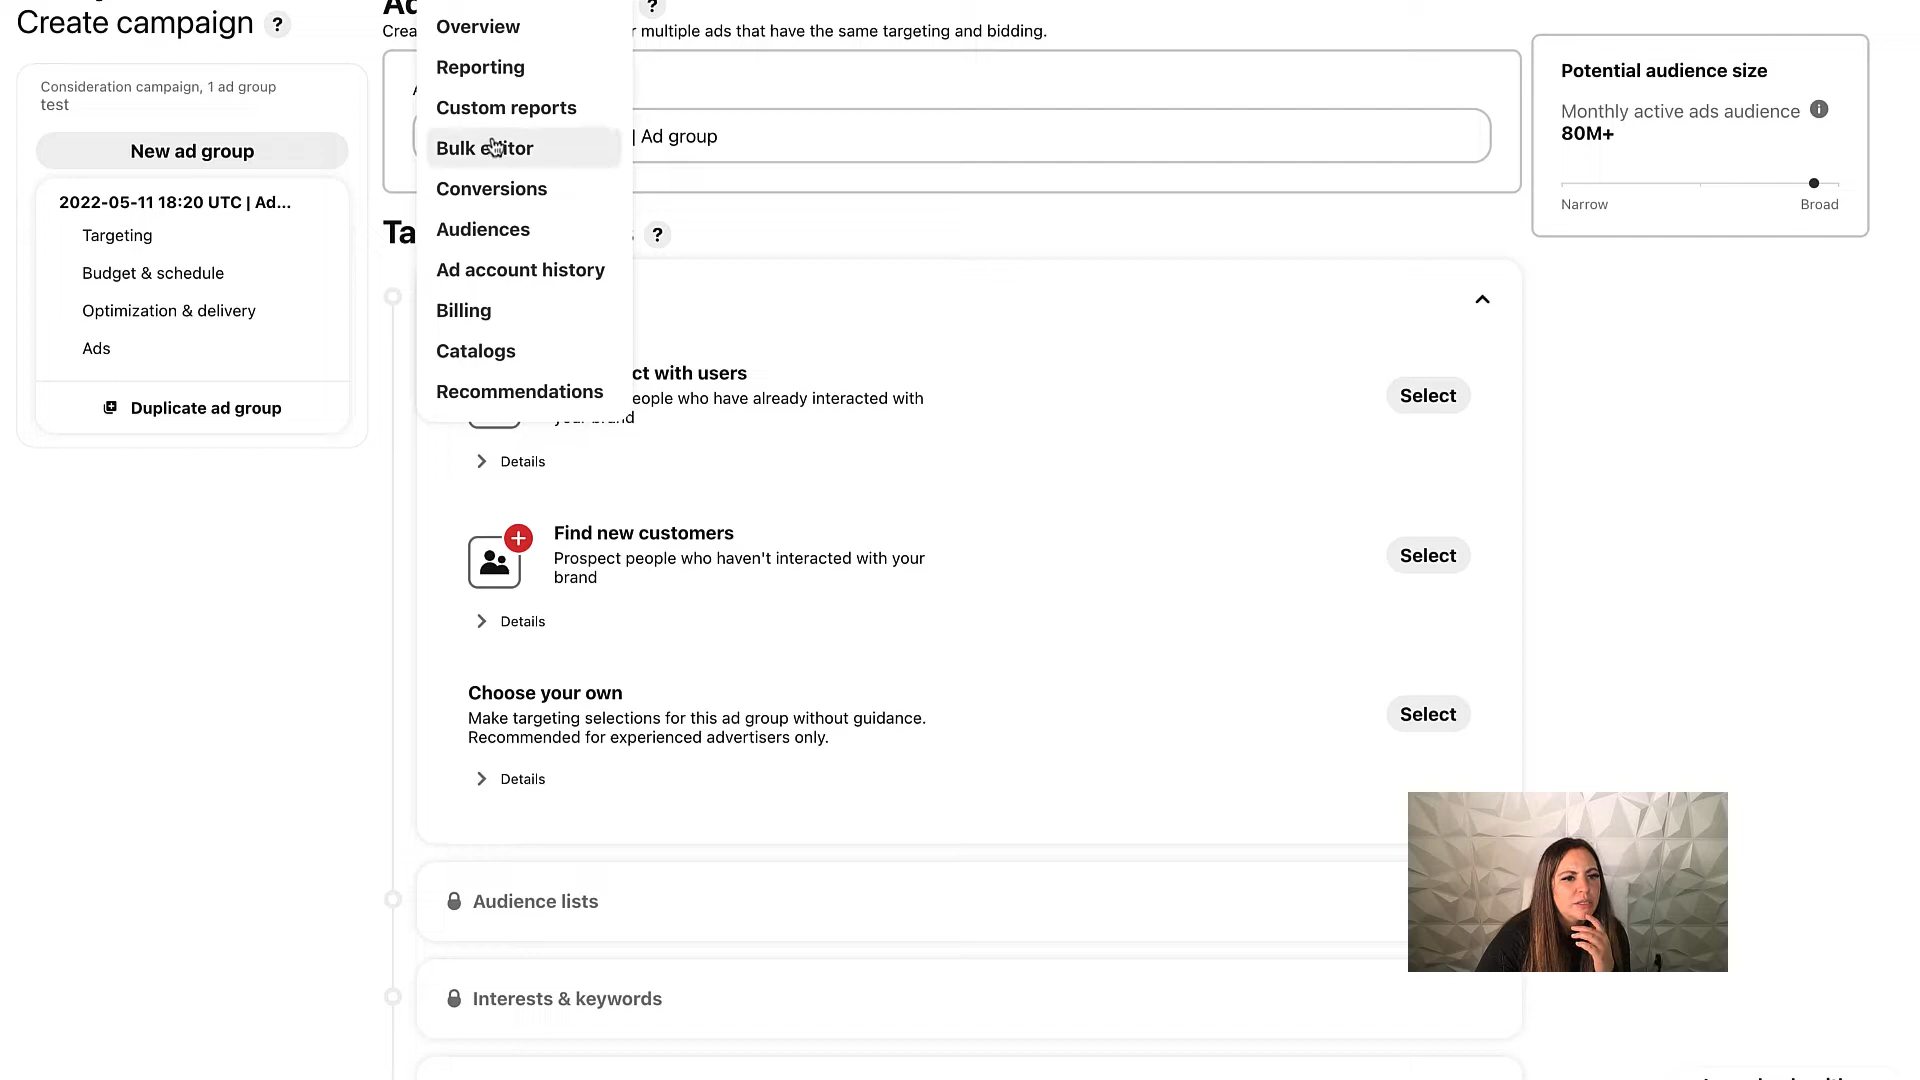 Create campaign ?
Consideration campaign, 1 ad group
test
New ad group
2022-05-11 18:20 UTC | Ad...
Targeting
Budget & schedule
Optimization & delivery
Ads
Duplicate ad group
Overview
Reporting
Custom reports
Bulk editor
Conversions
Audiences
Ad account history
Billing
Catalogs
Recommendations
Ad ?
Crea multiple ads that have the same targeting and bidding.
| Ad group
Ta ?
ct with users
eople who have already interacted with
your brand
Select
Details
Find new customers
Prospect people who haven't interacted with your
brand
Select
Details
Choose your own
Make targeting selections for this ad group without guidance.
Recommended for experienced advertisers only.
Select
Details
Audience lists
Interests & keywords
Potential audience size
Monthly active ads audience
80M+
Narrow
Broad